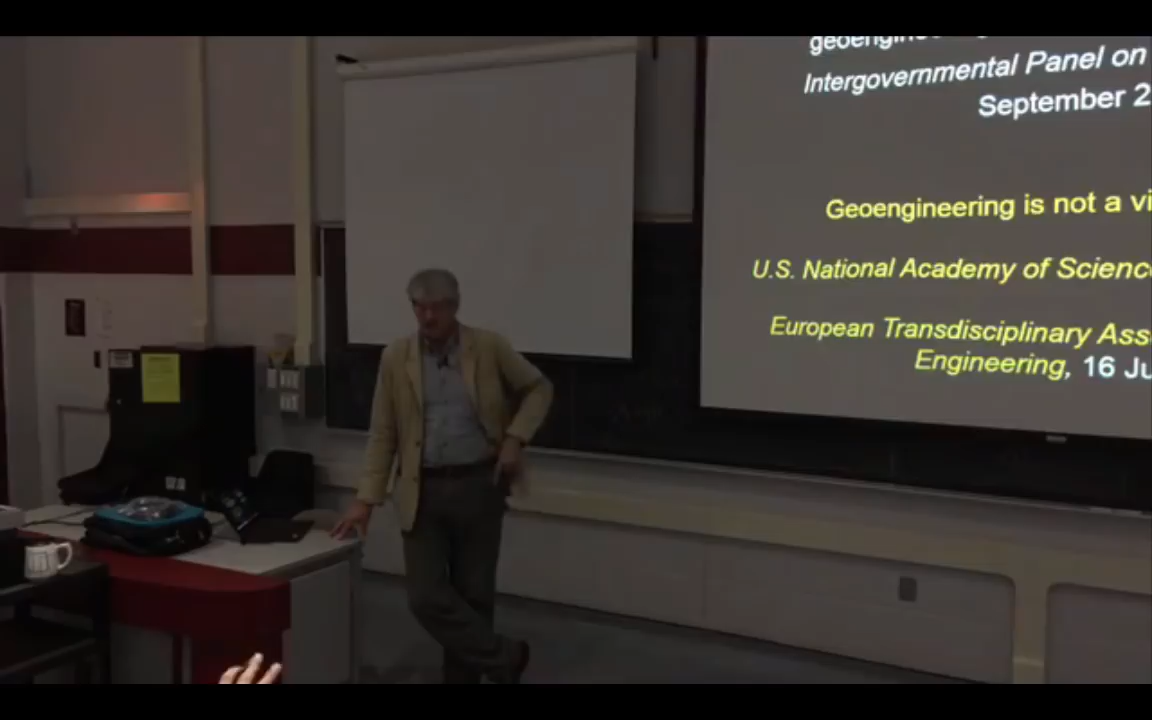 Intergovernmental Panel on
September 2
Geoengineering is not a vi
U.S. National Academy of Scienc
European Transdisciplinary Ass
Engineering, 16 Ju